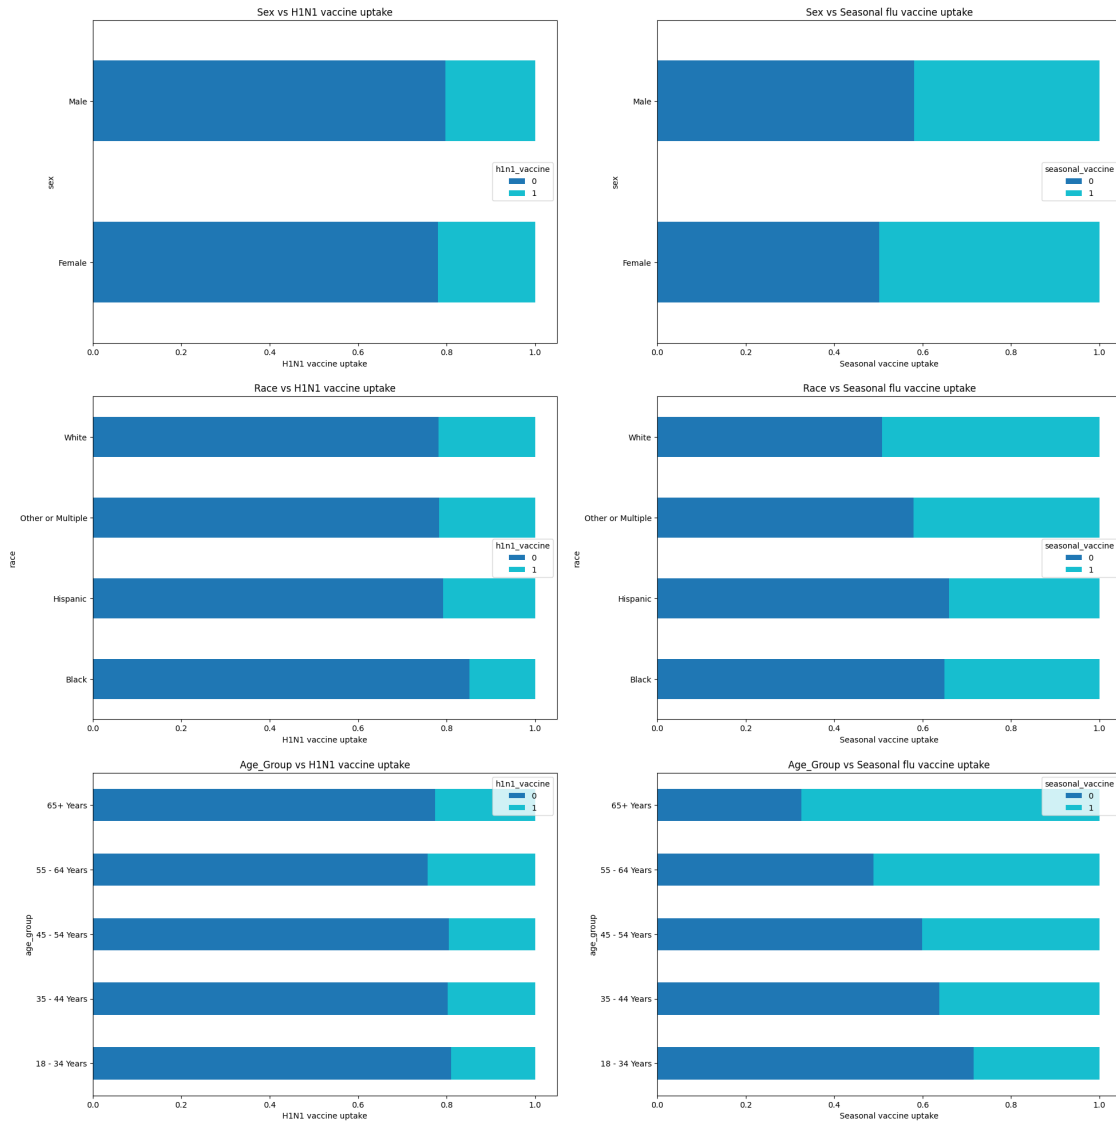 Sex vs H1N1 vaccine uptake
Male
sex
Female
h1n1_vaccine
0
1
0.0 0.2 0.4 0.6 0.8 1.0
H1N1 vaccine uptake
Sex vs Seasonal flu vaccine uptake
Male
sex
Female
seasonal_vaccine
0
1
0.0 0.2 0.4 0.6 0.8 1.0
Seasonal vaccine uptake
Race vs H1N1 vaccine uptake
White
Other or Multiple
race
Hispanic
Black
h1n1_vaccine
0
1
0.0 0.2 0.4 0.6 0.8 1.0
H1N1 vaccine uptake
Race vs Seasonal flu vaccine uptake
White
Other or Multiple
race
Hispanic
Black
seasonal_vaccine
0
1
0.0 0.2 0.4 0.6 0.8 1.0
Seasonal vaccine uptake
Age_Group vs H1N1 vaccine uptake
65+ Years
55 - 64 Years
age_group
45 - 54 Years
35 - 44 Years
18 - 34 Years
h1n1_vaccine
0
1
0.0 0.2 0.4 0.6 0.8 1.0
H1N1 vaccine uptake
Age_Group vs Seasonal flu vaccine uptake
65+ Years
55 - 64 Years
age_group
45 - 54 Years
35 - 44 Years
18 - 34 Years
seasonal_vaccine
0
1
0.0 0.2 0.4 0.6 0.8 1.0
Seasonal vaccine uptake